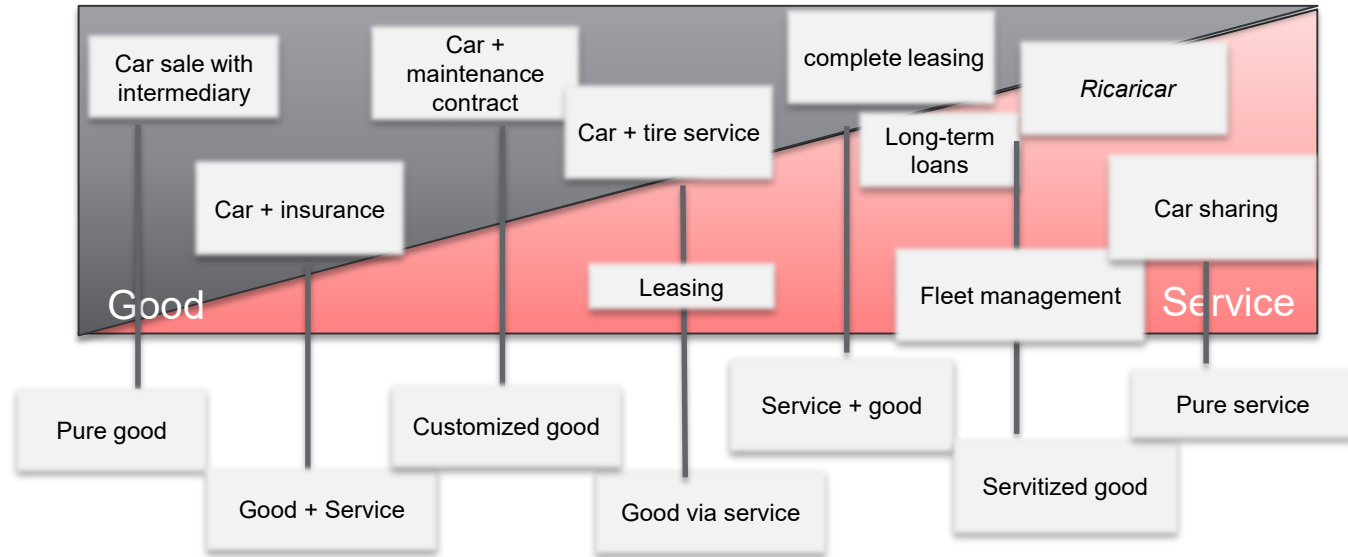 Car sale with
intermediary
Car +
maintenance
contract
complete leasing
Ricaricar
Car + tire service
Long-term
loans
Car + insurance
Car sharing
Leasing
Fleet management
Good
Service
Pure good
Customized good
Service + good
Pure service
Good + Service
Good via service
Servitized good